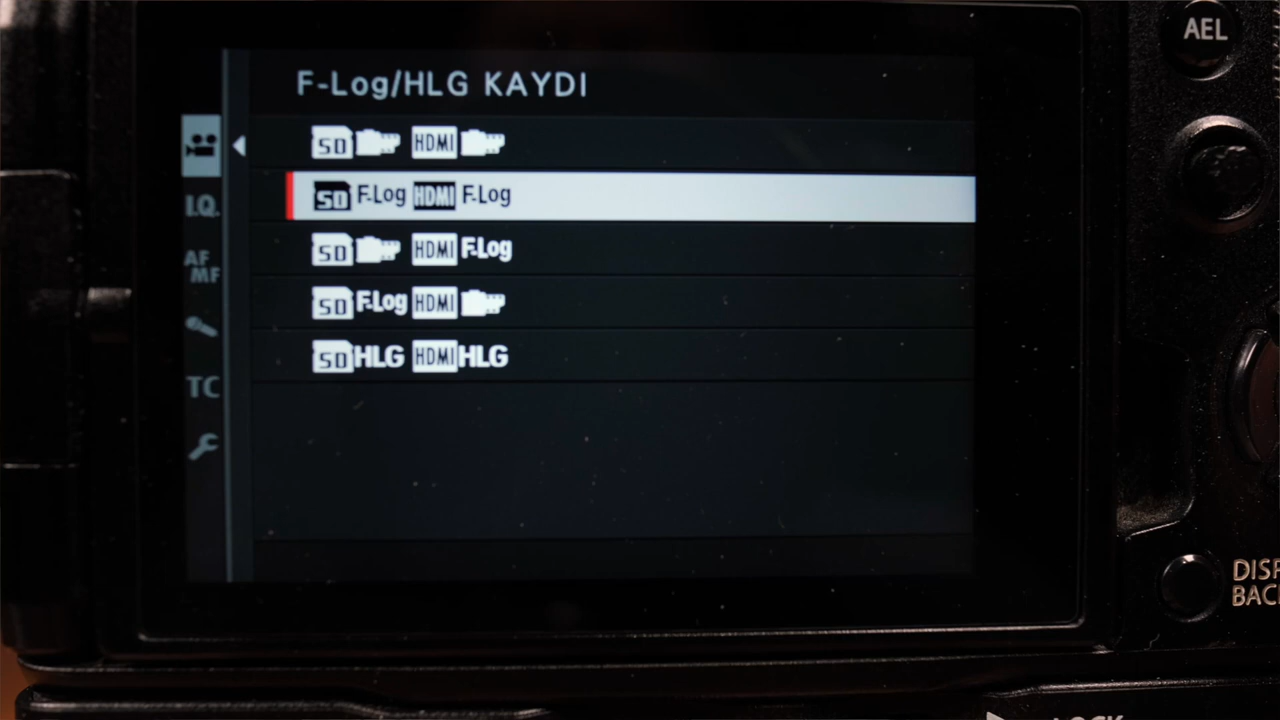 AEL
F-Log/HLG KAYDI
SD HDMI
SD F-Log HDMI F-Log
SD HDMI F-Log
SD F-Log HDMI
SD HLG HDMI HLG
I.Q.
AF
MF
TC
DISP
BACK
LOCK